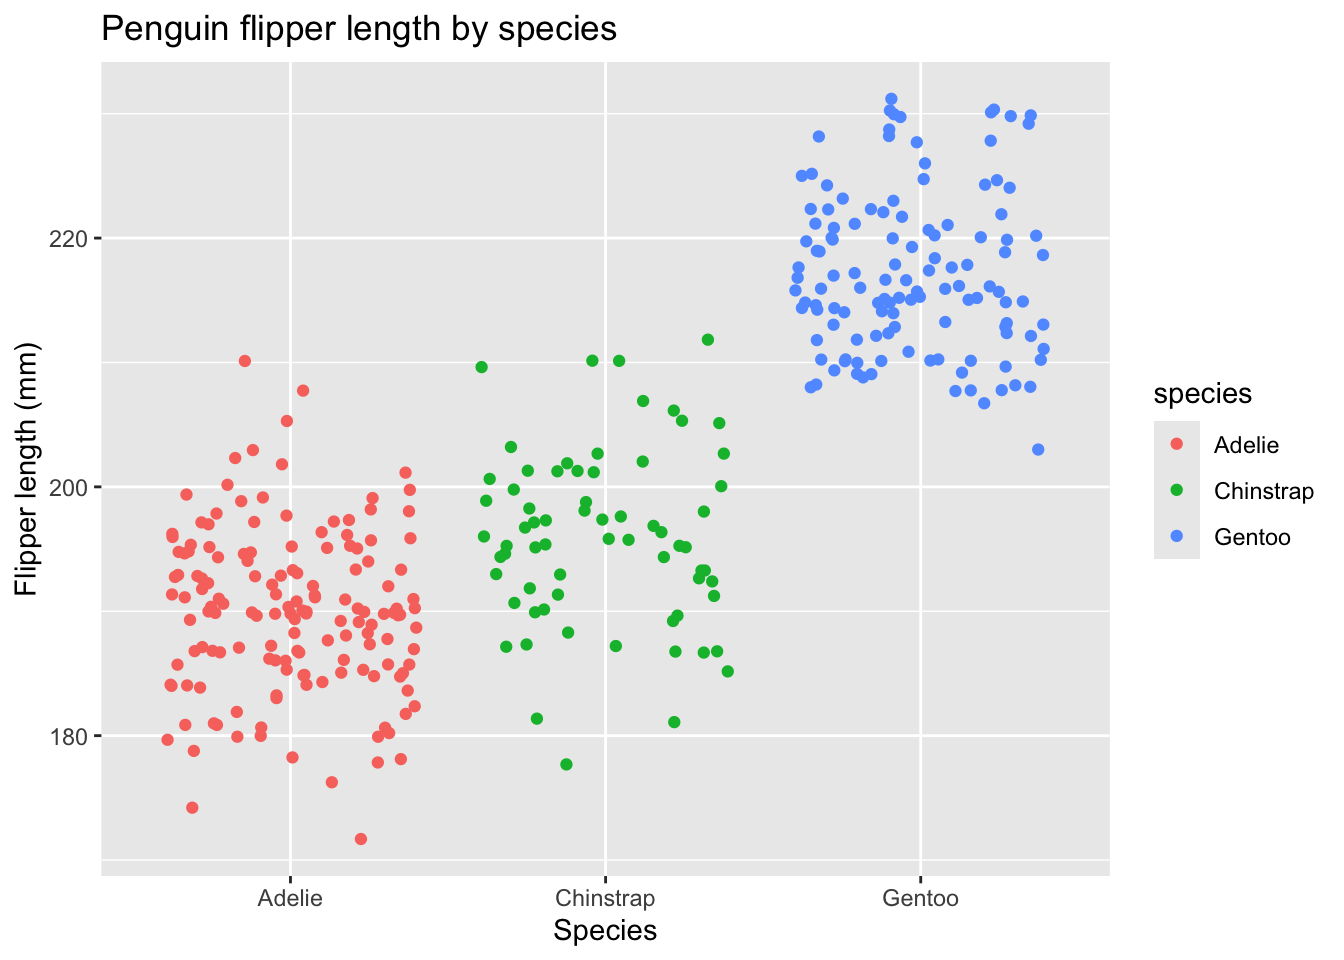 Penguin flipper length by species
Flipper length (mm)
220
200
180
Adelie
Chinstrap
Gentoo
Species
species
Adelie
Chinstrap
Gentoo